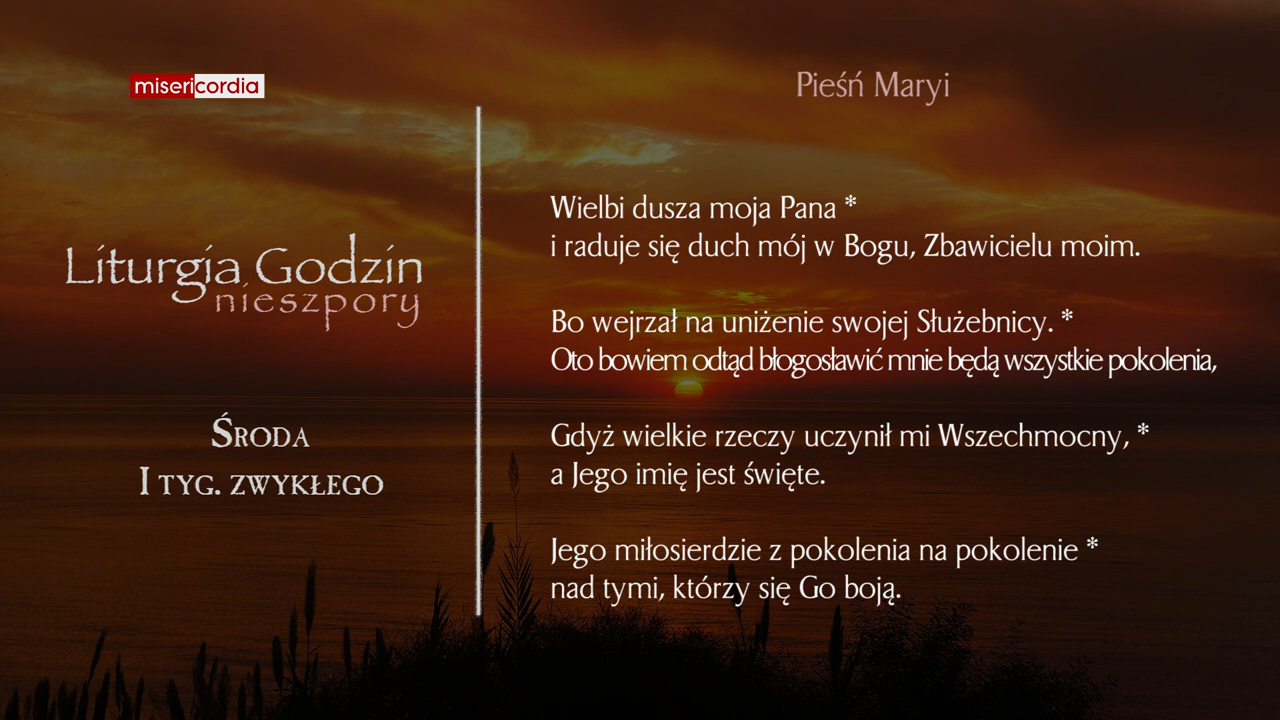 misericordia
Pieśń Maryi
Liturgia Godzin
nieszpory
Środa
I tyg. zwykłego
Wielbi dusza moja Pana *
i raduje się duch mój w Bogu, Zbawicielu moim.
Bo wejrzał na uniżenie swojej Służebnicy. *
Oto bowiem odtąd błogosławić mnie będą wszystkie pokolenia,
Gdyż wielkie rzeczy uczynił mi Wszechmocny, *
a Jego imię jest święte.
Jego miłosierdzie z pokolenia na pokolenie *
nad tymi, którzy się Go boją.